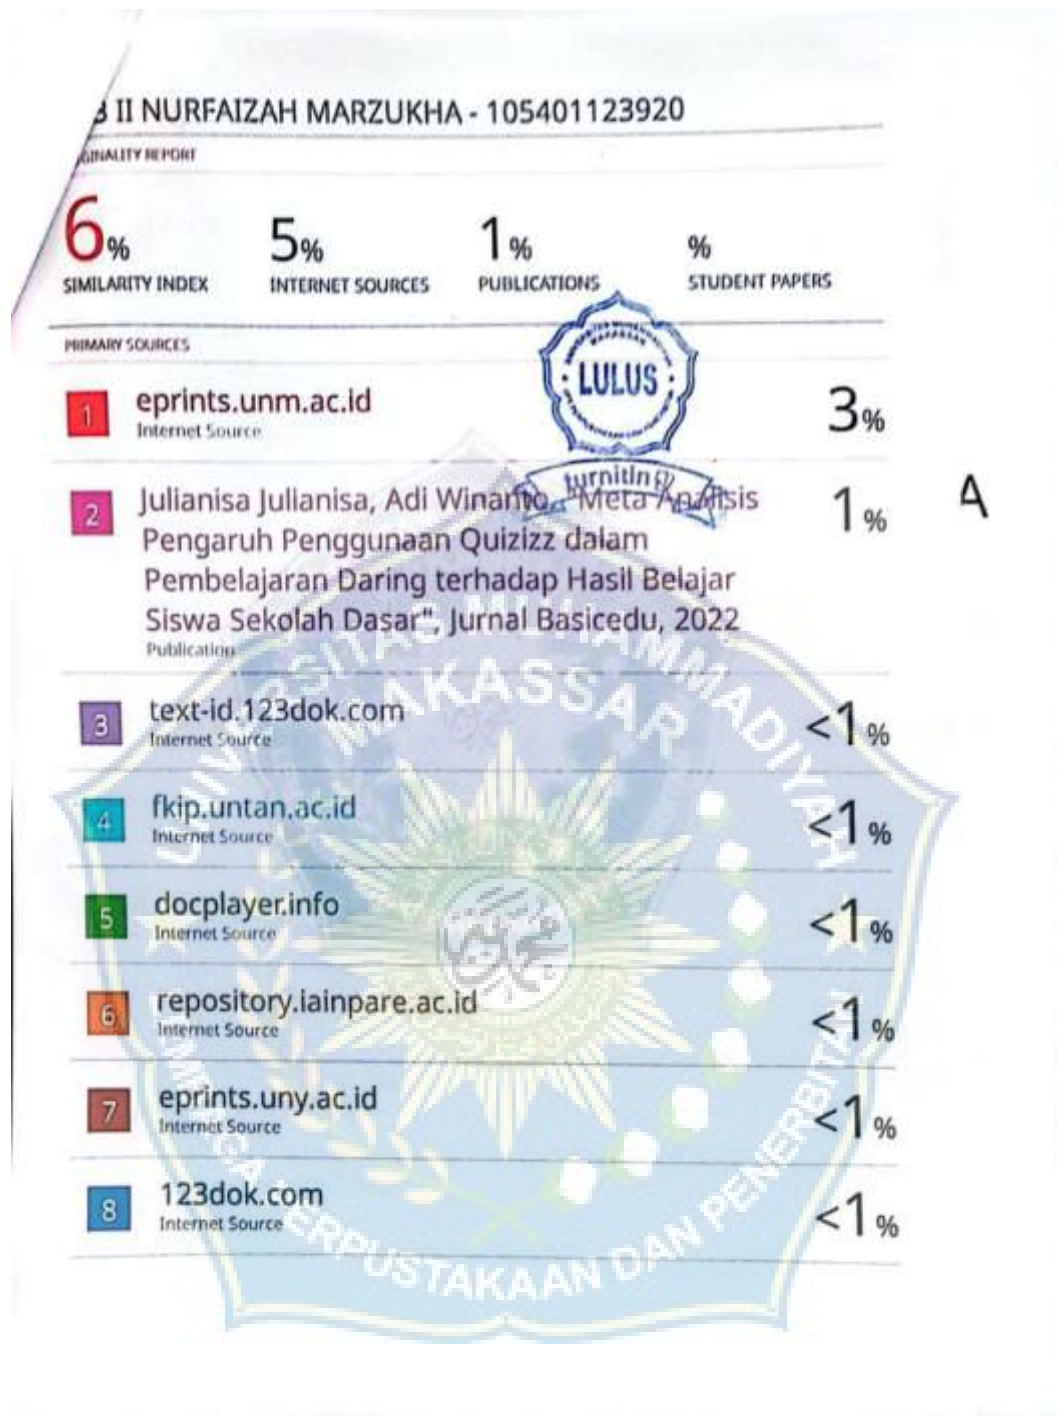 B II NURFAIZAH MARZUKHA - 105401123920
GINALITY REPORT
6%
5%
1%
%
SIMILARITY INDEX
INTERNET SOURCES
PUBLICATIONS
STUDENT PAPERS
PRIMARY SOURCES
LULUS
turnitin
1
eprints.unm.ac.id
Internet Source
3%
2
Julianisa Julianisa, Adi Winanto. "Meta Analisis
Pengaruh Penggunaan Quizizz dalam
Pembelajaran Daring terhadap Hasil Belajar
Siswa Sekolah Dasar", Jurnal Basicedu, 2022
Publication
1%
A
3
text-id.123dok.com
Internet Source
<1%
4
fkip.untan.ac.id
Internet Source
<1%
5
docplayer.info
Internet Source
<1%
6
repository.iainpare.ac.id
Internet Source
<1%
7
eprints.uny.ac.id
Internet Source
<1%
8
123dok.com
Internet Source
<1%
UNIVERSITAS MUHAMMADIYAH
MAKASSAR
LEMBAGA PERPUSTAKAAN DAN PENERBITAN